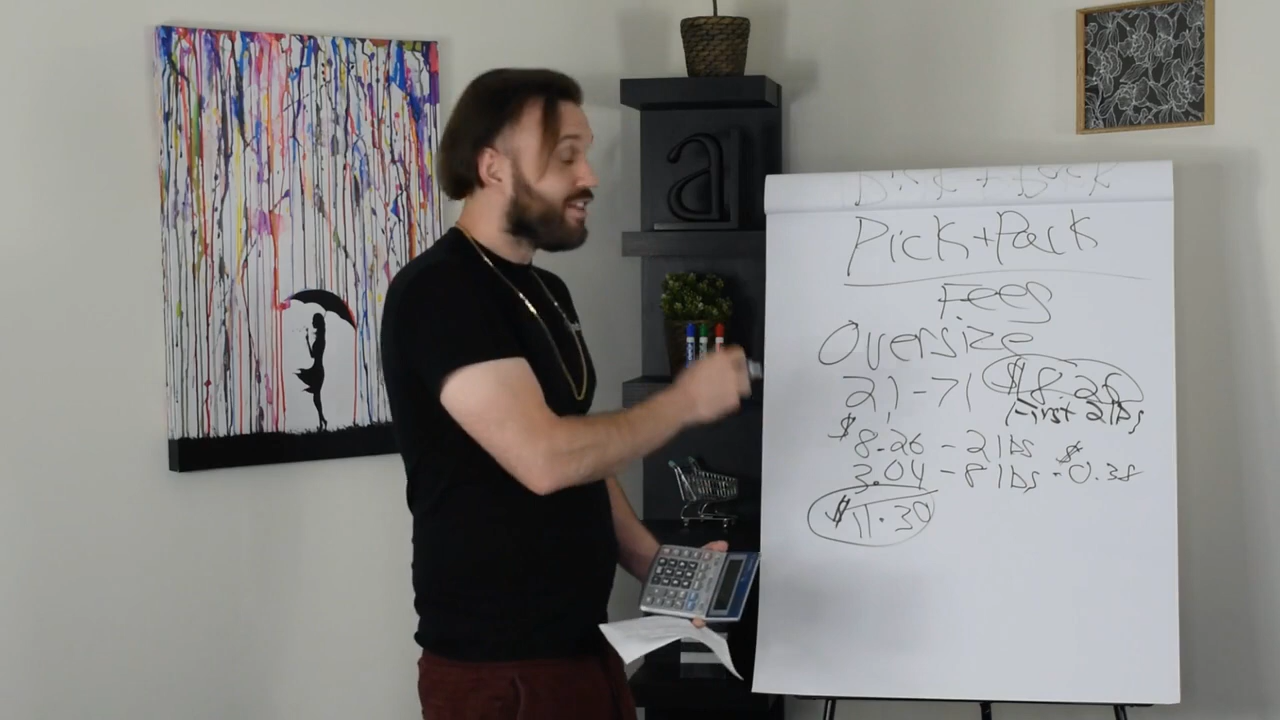 a
Pick+Pack
Fees
Oversize
21-71 $8.26
First 2lbs
$8.26 - 2lbs
3.04 - 8lbs - $0.38
$11.30